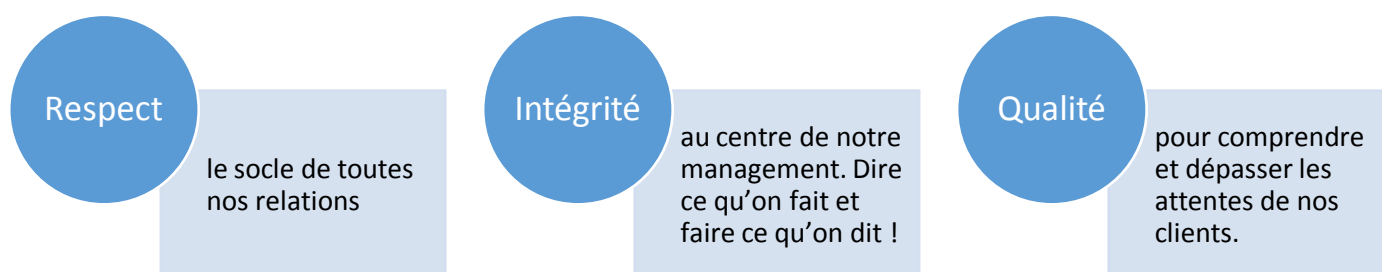 Respect
le socle de toutes
nos relations
Intégrité
au centre de notre
management. Dire
ce qu’on fait et
faire ce qu’on dit !
Qualité
pour comprendre
et dépasser les
attentes de nos
clients.